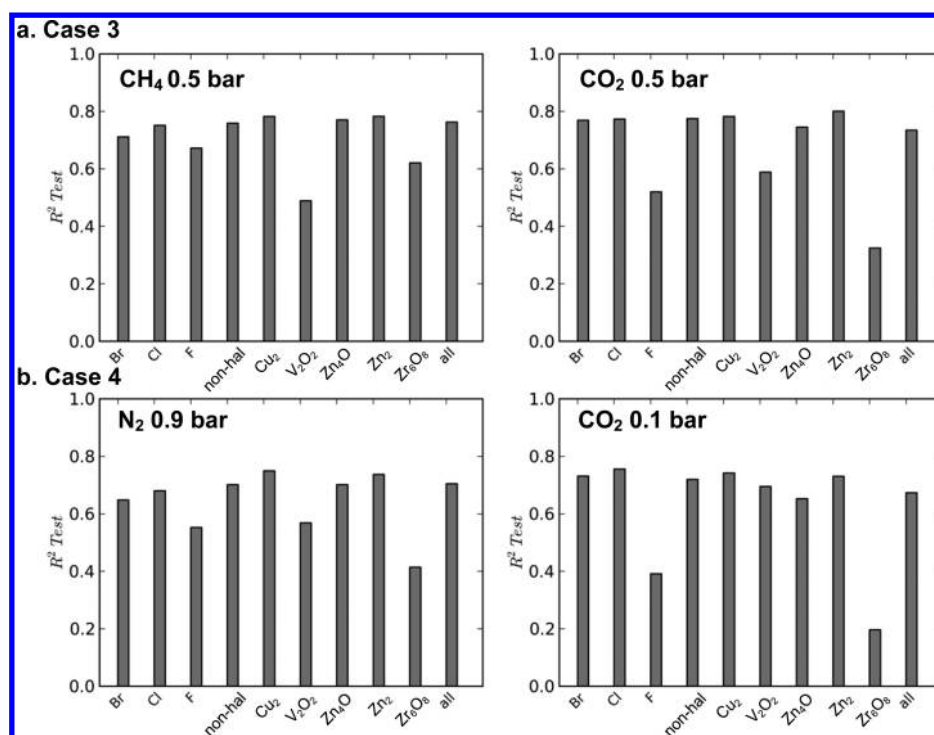 a. Case 3
CH₄ 0.5 bar
R² Test
1.0
0.8
0.6
0.4
0.2
0.0
Br
Cl
F
non-hal
Cu₂
V₂O₂
Zn₄O
Zn₂
Zr₆O₈
all
CO₂ 0.5 bar
R² Test
1.0
0.8
0.6
0.4
0.2
0.0
Br
Cl
F
non-hal
Cu₂
V₂O₂
Zn₄O
Zn₂
Zr₆O₈
all
b. Case 4
N₂ 0.9 bar
R² Test
1.0
0.8
0.6
0.4
0.2
0.0
Br
Cl
F
non-hal
Cu₂
V₂O₂
Zn₄O
Zn₂
Zr₆O₈
all
CO₂ 0.1 bar
R² Test
1.0
0.8
0.6
0.4
0.2
0.0
Br
Cl
F
non-hal
Cu₂
V₂O₂
Zn₄O
Zn₂
Zr₆O₈
all